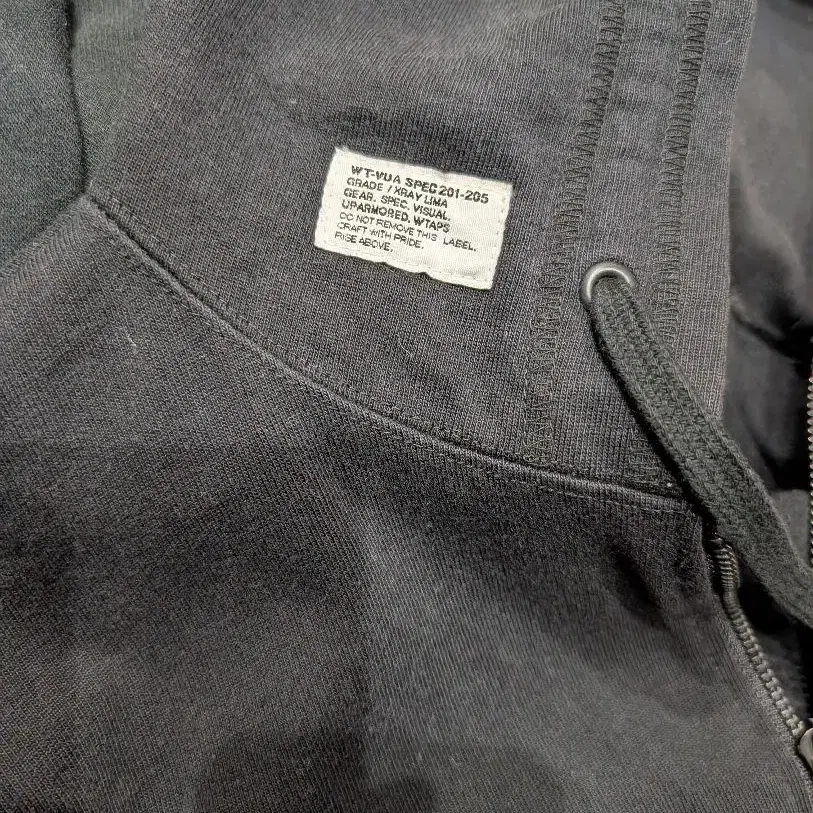 WT-VUA SPEC 201-205
GRADE / XRAY LIMA
GEAR. SPEC. VISUAL.
UPARMORED. WTAPS
DO NOT REMOVE THIS LABEL.
CRAFT WITH PRIDE.
RISE ABOVE.